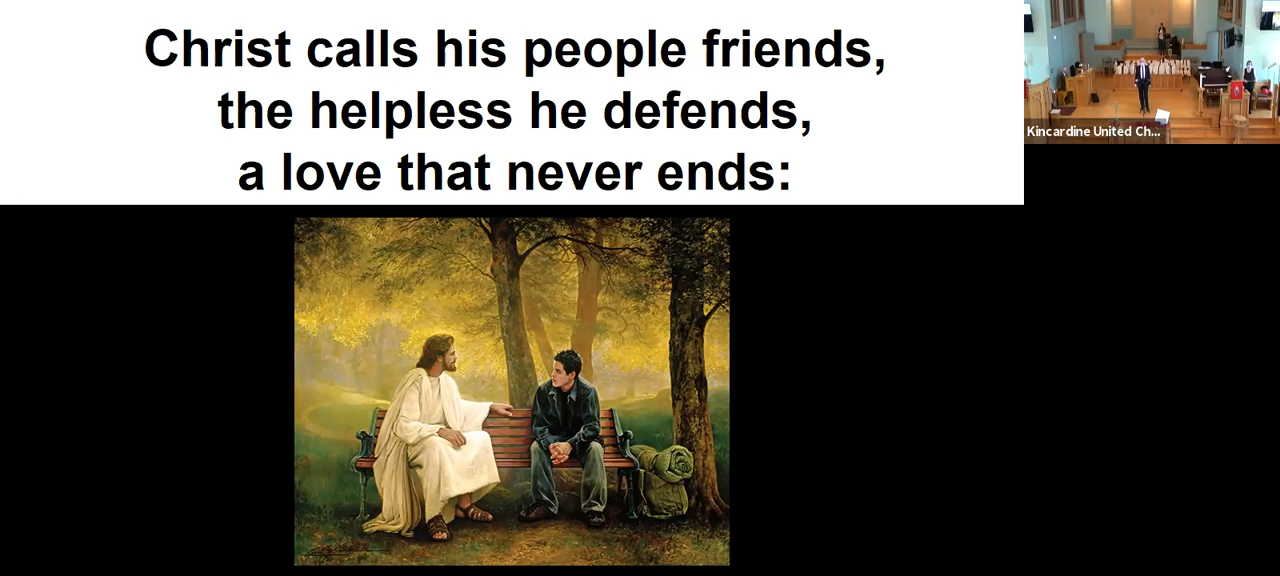 Christ calls his people friends,
the helpless he defends,
a love that never ends:
Kincardine United Ch...